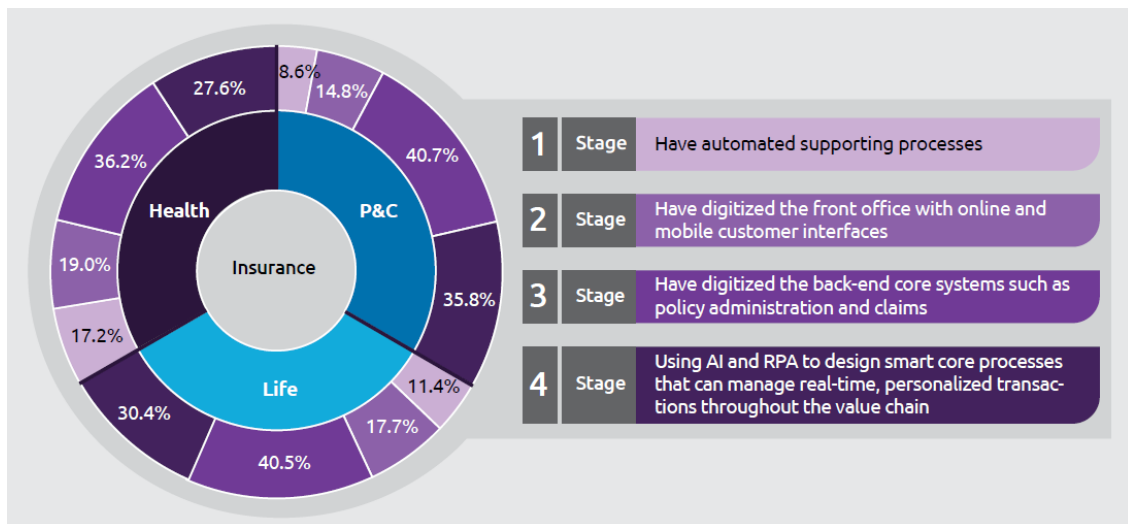 8.6%
14.8%
27.6%
40.7%
36.2%
Health
P&C
19.0%
Insurance
35.8%
17.2%
Life
11.4%
30.4%
17.7%
40.5%
1 Stage Have automated supporting processes
2 Stage Have digitized the front office with online and
mobile customer interfaces
3 Stage Have digitized the back-end core systems such as
policy administration and claims
4 Stage Using AI and RPA to design smart core processes
that can manage real-time, personalized transac-
tions throughout the value chain